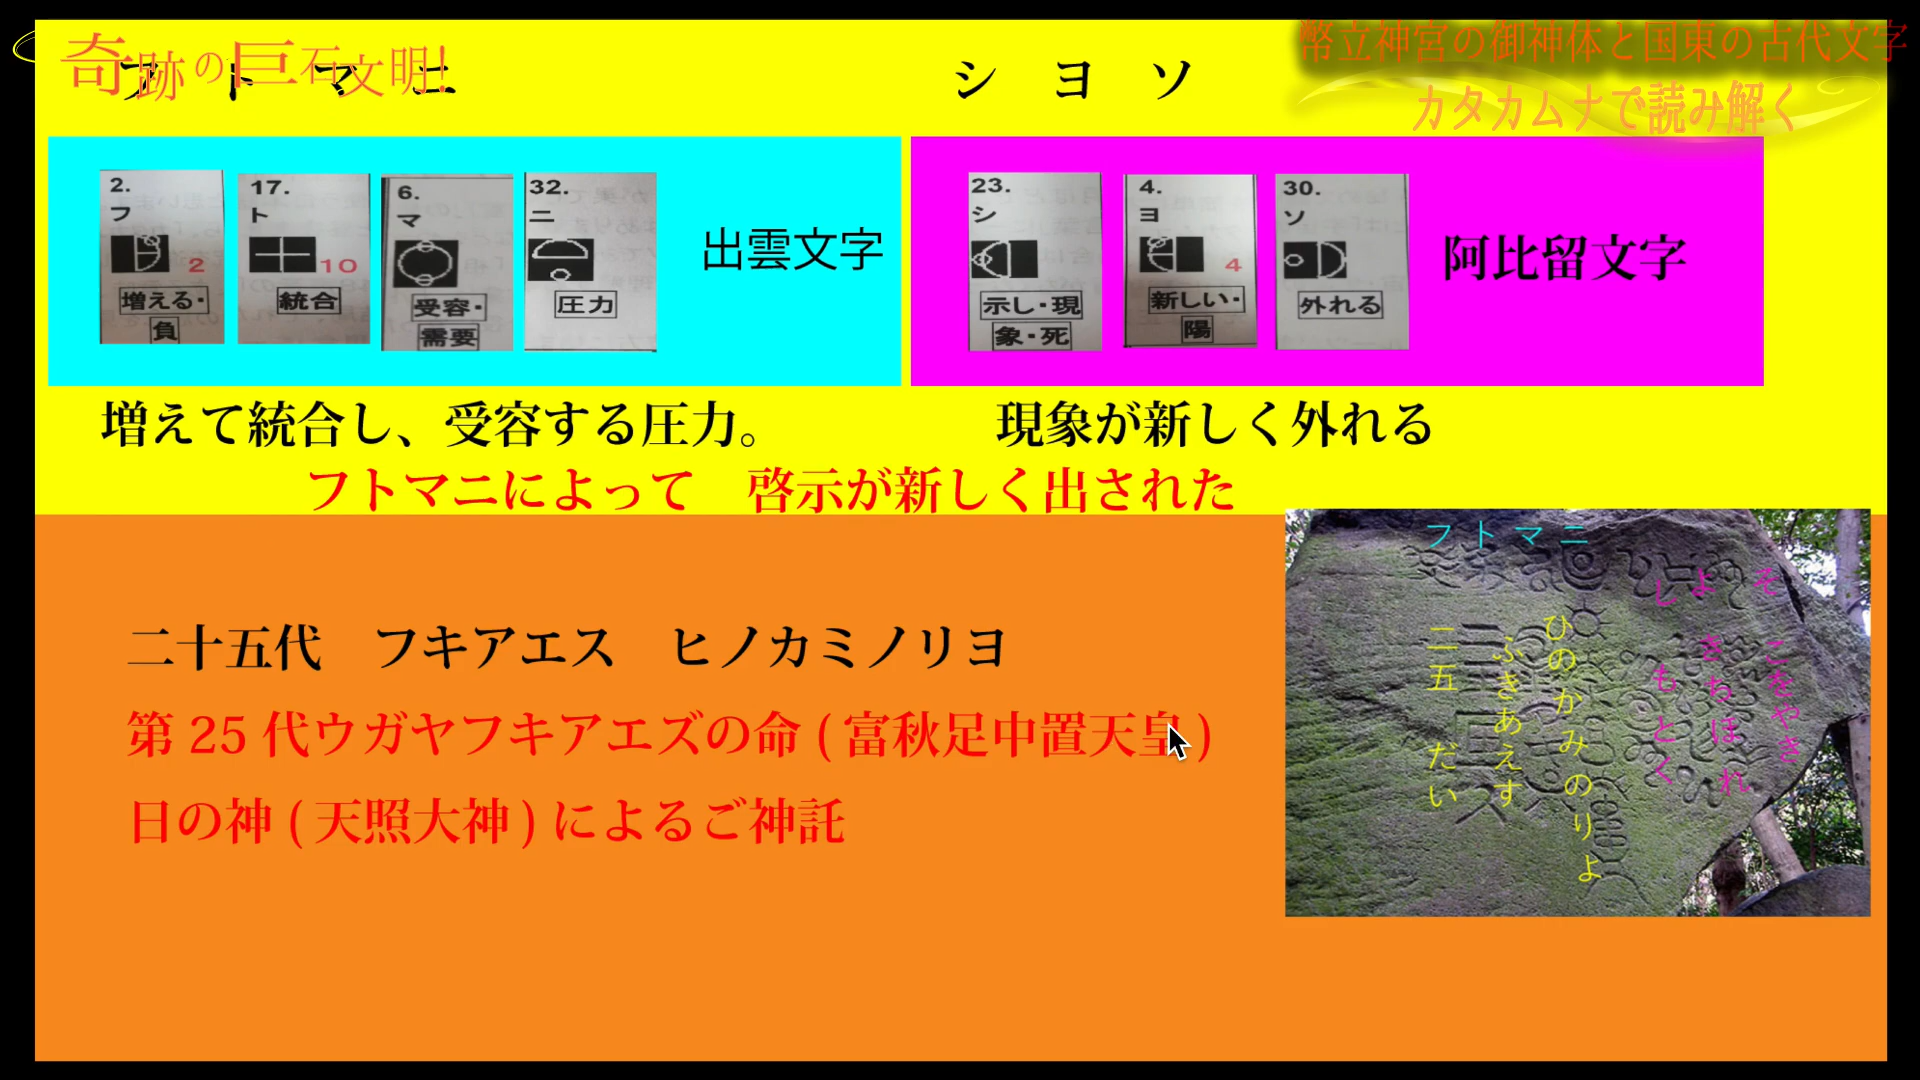 奇跡の巨石文明!
フトマニ
シヨソ
幣立神宮の御神体と国東の古代文字
カタカムナで読み解く
2.
フ
2
増える・
負
17.
ト
10
統合
6.
マ
受容・
需要
32.
ニ
圧力
出雲文字
23.
シ
示し・現
象・死
4.
ヨ
4
新しい・
陽
30.
ソ
外れる
阿比留文字
増えて統合し、受容する圧力。
現象が新しく外れる
フトマニによって　啓示が新しく出された
二十五代　フキアエス　ヒノカミノリヨ
第25代ウガヤフキアエズの命(富秋足中置天皇)
日の神(天照大神)によるご神託
フトマニ
そ こをやき
よ きちほれ
し もとく
ひのかみのりよ
ふきあえす
二五 だい